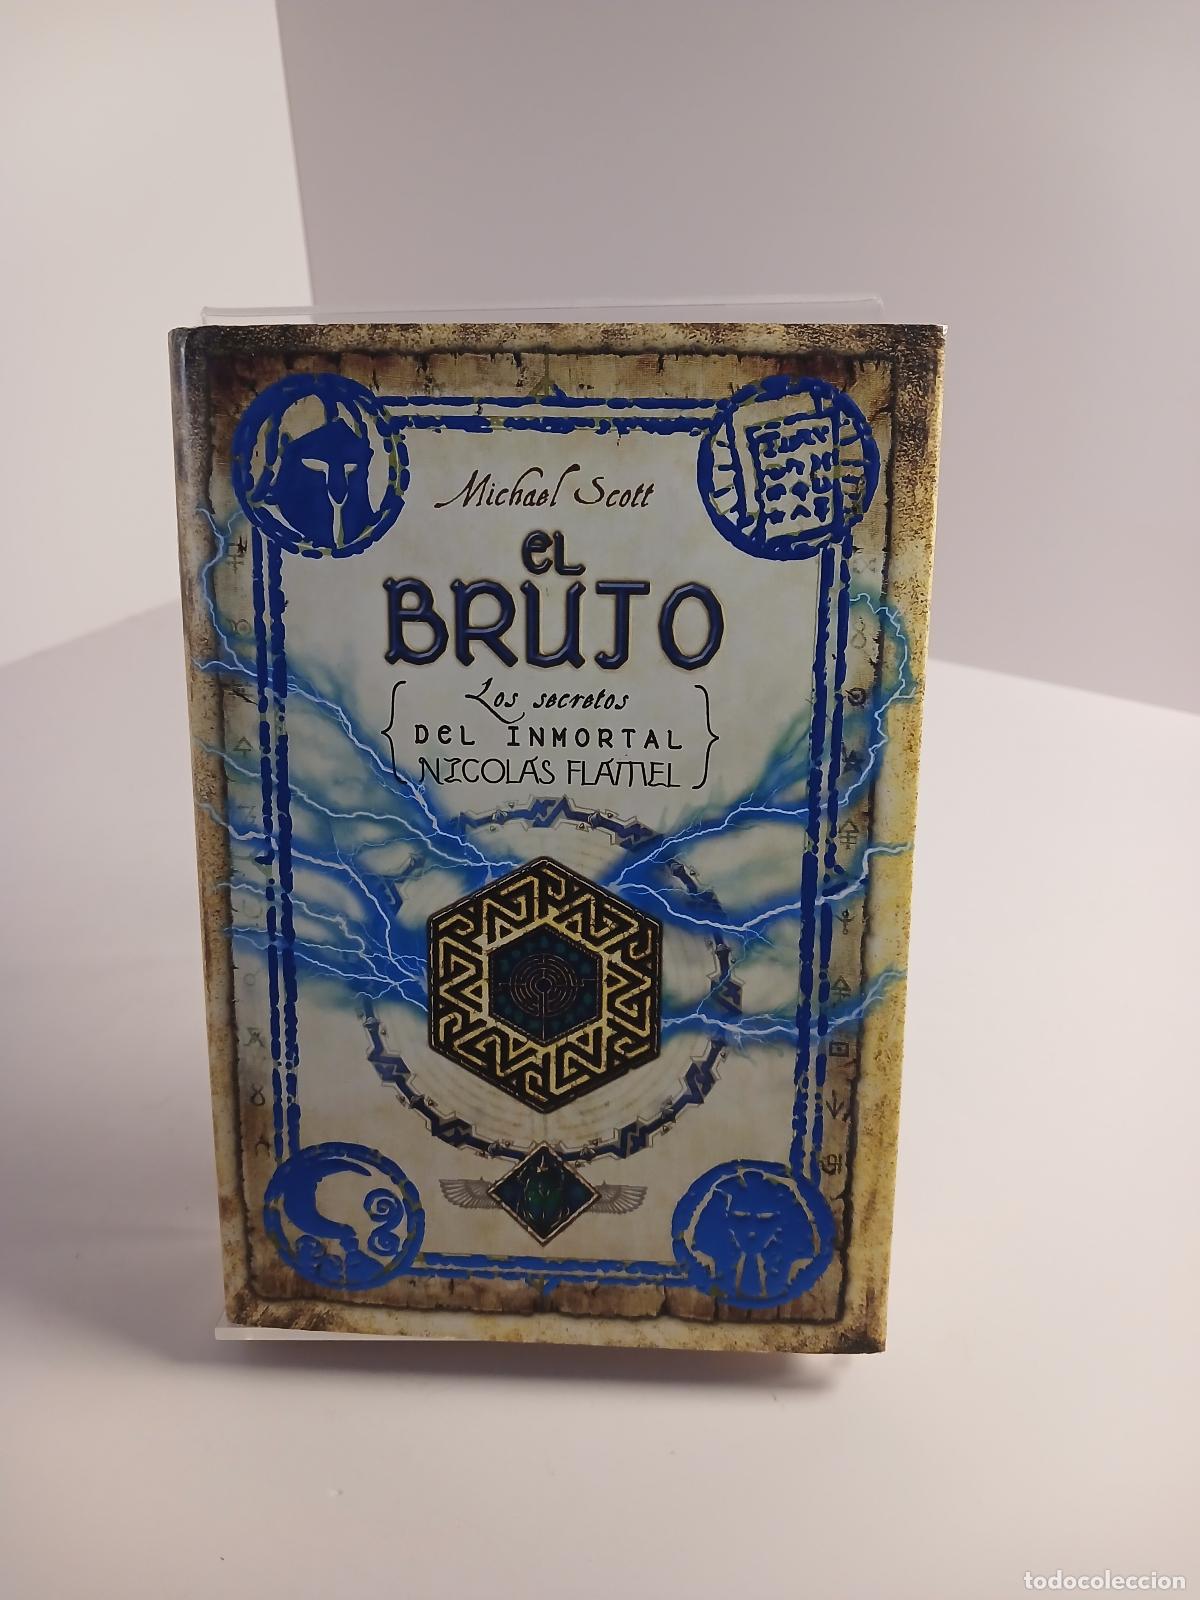 Michael Scott
el
BRUJO
Los secretos
Del INMORTAL
NICOLÁS FLAMEL
todocoleccion